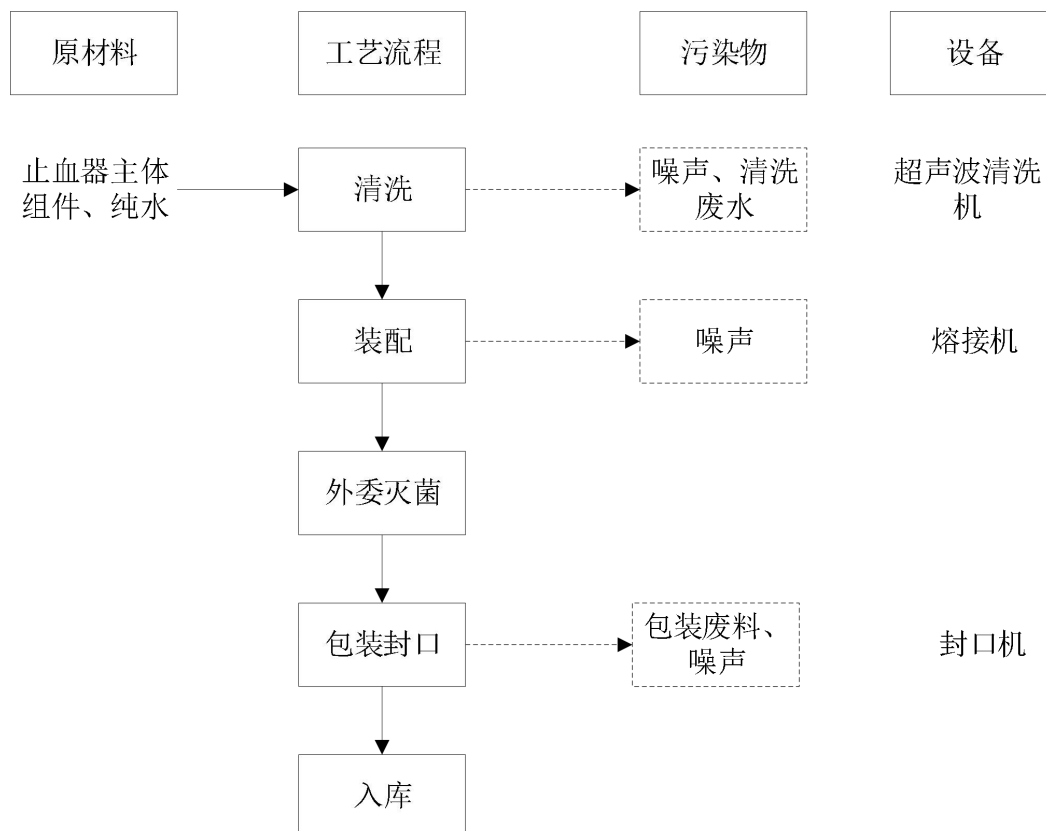 原材料
工艺流程
污染物
设备
止血器主体
组件、纯水
清洗
噪声、清洗
废水
超声波清洗
机
装配
噪声
熔接机
外委灭菌
包装封口
包装废料、
噪声
封口机
入库